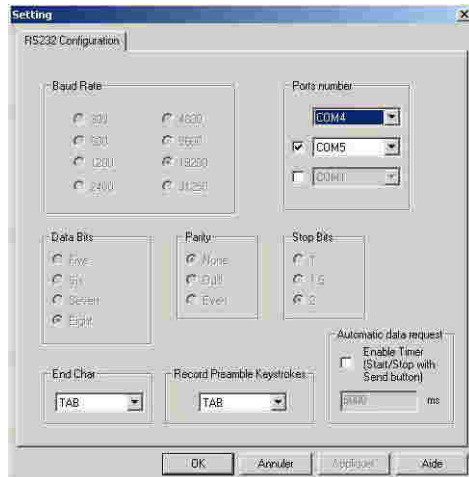 Setting
RS232 Configuration
Baud Rate
300
4800
600
9600
1200
19200
2400
31250
Ports number
COM4
COM5
COM1
Data Bits
Five
Six
Seven
Eight
Parity
None
Odd
Even
Stop Bits
1
1.5
2
Automatic data request
Enable Timer
(Start/Stop with
Send button)
5000 ms
End Char
TAB
Record Preamble Keystrokes
TAB
OK
Annuler
Appliquer
Aide